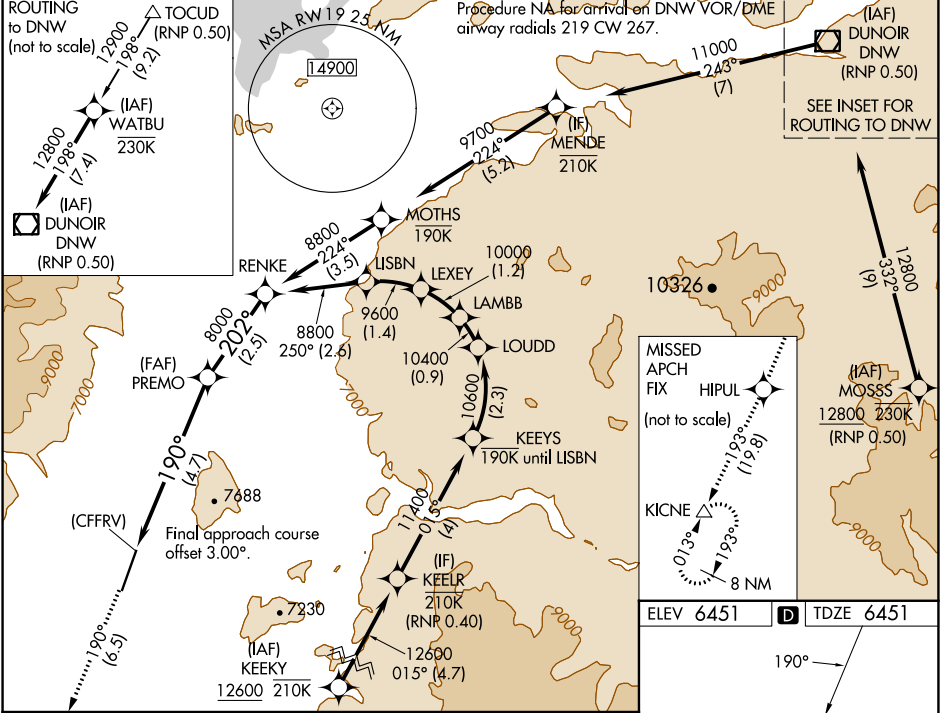 ROUTING
to DNW
(not to scale)
TOCUD
(RNP 0.50)
12900
198°
(9.2)
(IAF)
WATBU
230K
12800
198°
(7.4)
(IAF)
DUNOIR
DNW
(RNP 0.50)
MSA RW19 25 NM
14900
Procedure NA for arrival on DNW VOR/DME
airway radials 219 CW 267.
(IAF)
DUNOIR
DNW
(RNP 0.50)
SEE INSET FOR
ROUTING TO DNW
11000
243°
(7)
(IF)
MENDE
210K
9700
224°
(5.2)
MOTHS
190K
8800
224°
(3.5)
RENKE
LISBN
LEXEY
10000
(1.2)
LAMBB
9600
(1.4)
8800
250° (2.6)
10400
(0.9)
LOUDD
10600
(2.3)
KEEYS
190K until LISBN
8000
202°
(2.5)
(FAF)
PREMO
190°
(4.7)
7688
(CFFRV)
Final approach course
offset 3.00°.
190°
(6.5)
11400
015°
(4)
(IF)
KEELR
210K
(RNP 0.40)
7230
(IAF)
KEEKY
12600 210K
12600
015° (4.7)
10326
9000
9000
7000
9000
9000
9000
12800
332°
(9)
(IAF)
MOSSS
12800 230K
(RNP 0.50)
MISSED
APCH
FIX
(not to scale)
HIPUL
193°
(19.8)
KICNE
013°
193°
8 NM
ELEV 6451
D
TDZE 6451
190°